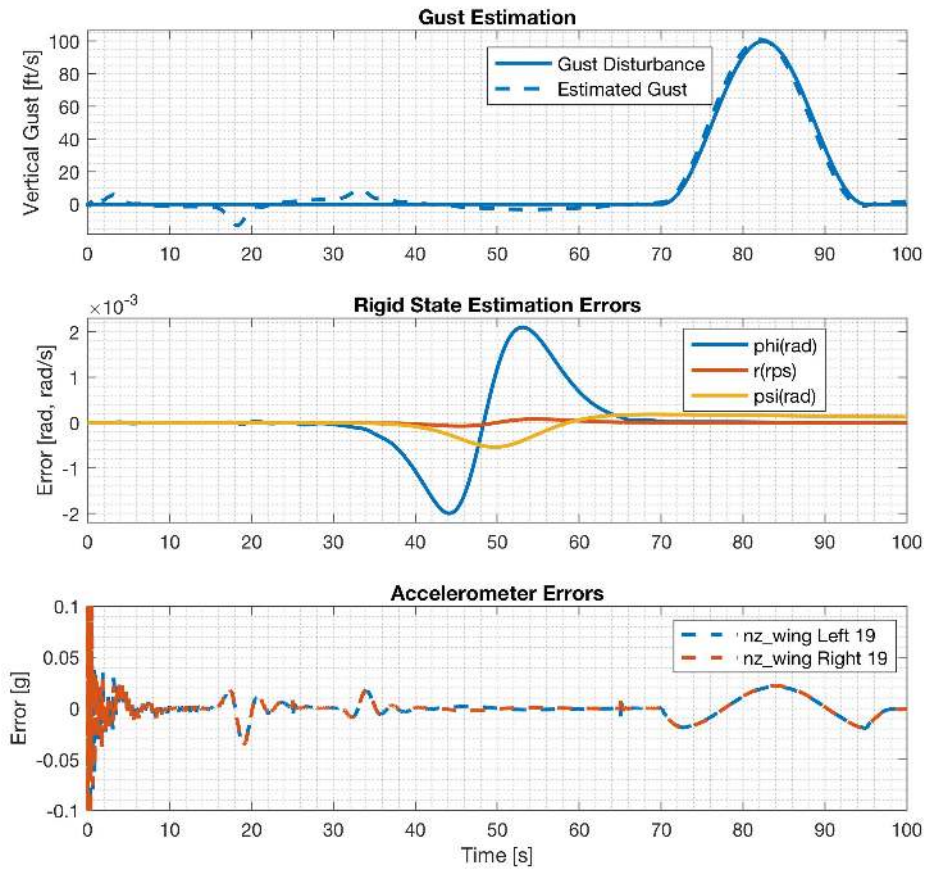 Gust Estimation
Vertical Gust [ft/s]
100
80
60
40
20
0
Gust Disturbance
Estimated Gust
0 10 20 30 40 50 60 70 80 90 100
×10⁻³
Rigid State Estimation Errors
Error [rad, rad/s]
2
1
0
-1
-2
phi(rad)
r(rps)
psi(rad)
0 10 20 30 40 50 60 70 80 90 100
Accelerometer Errors
Error [g]
0.1
0.05
0
-0.05
-0.1
nz_wing Left 19
nz_wing Right 19
0 10 20 30 40 50 60 70 80 90 100
Time [s]